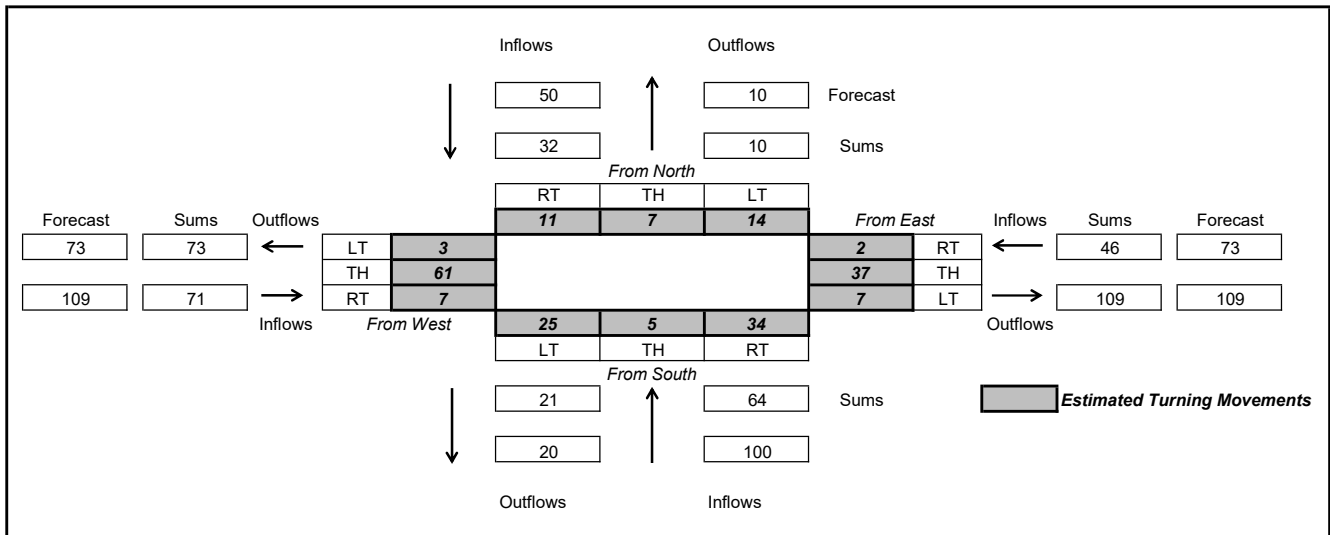 Inflows Outflows
50 10 Forecast
32 10 Sums
From North
RT TH LT
Forecast Sums Outflows 11 7 14 From East Inflows Sums Forecast
73 73 LT 3 2 RT 46 73
TH 61 37 TH
109 71 RT 7 7 LT 109 109
Inflows From West 25 5 34 Outflows
LT TH RT
From South
21 64 Sums Estimated Turning Movements
20 100
Outflows Inflows